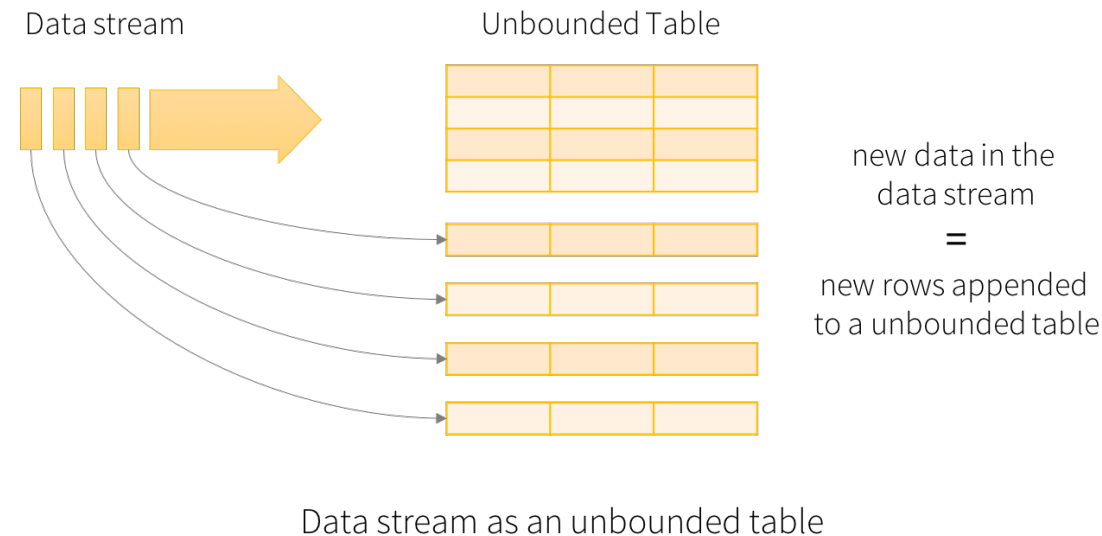 Data stream
Unbounded Table
new data in the
data stream
=
new rows appended
to a unbounded table
Data stream as an unbounded table